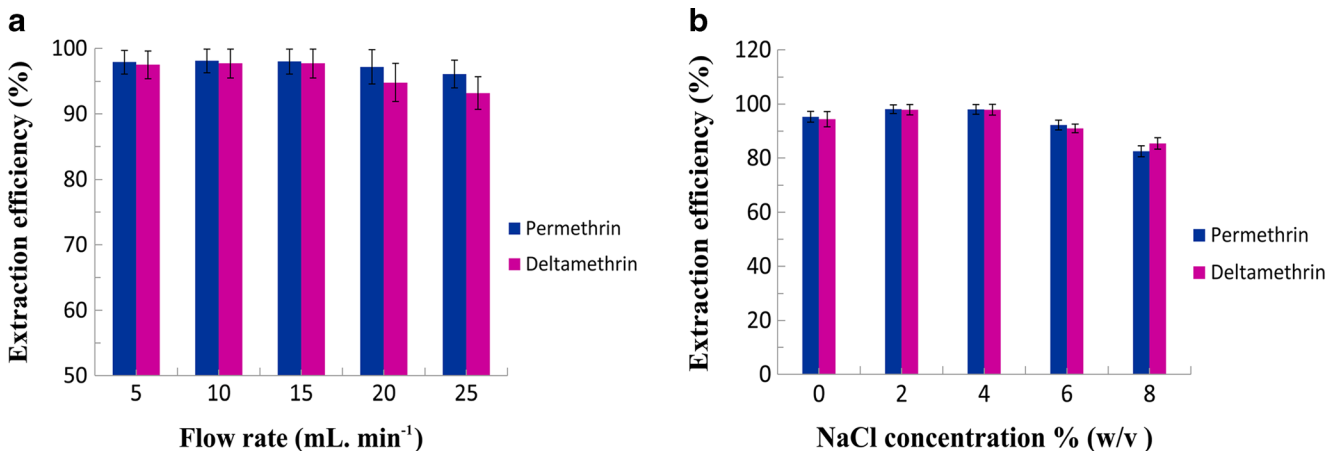 a
Extraction efficiency (%)
100
90
80
70
60
50
5 10 15 20 25
Flow rate (mL. min⁻¹)
Permethrin
Deltamethrin
b
Extraction efficiency (%)
120
100
80
60
40
20
0
0 2 4 6 8
NaCl concentration % (w/v )
Permethrin
Deltamethrin